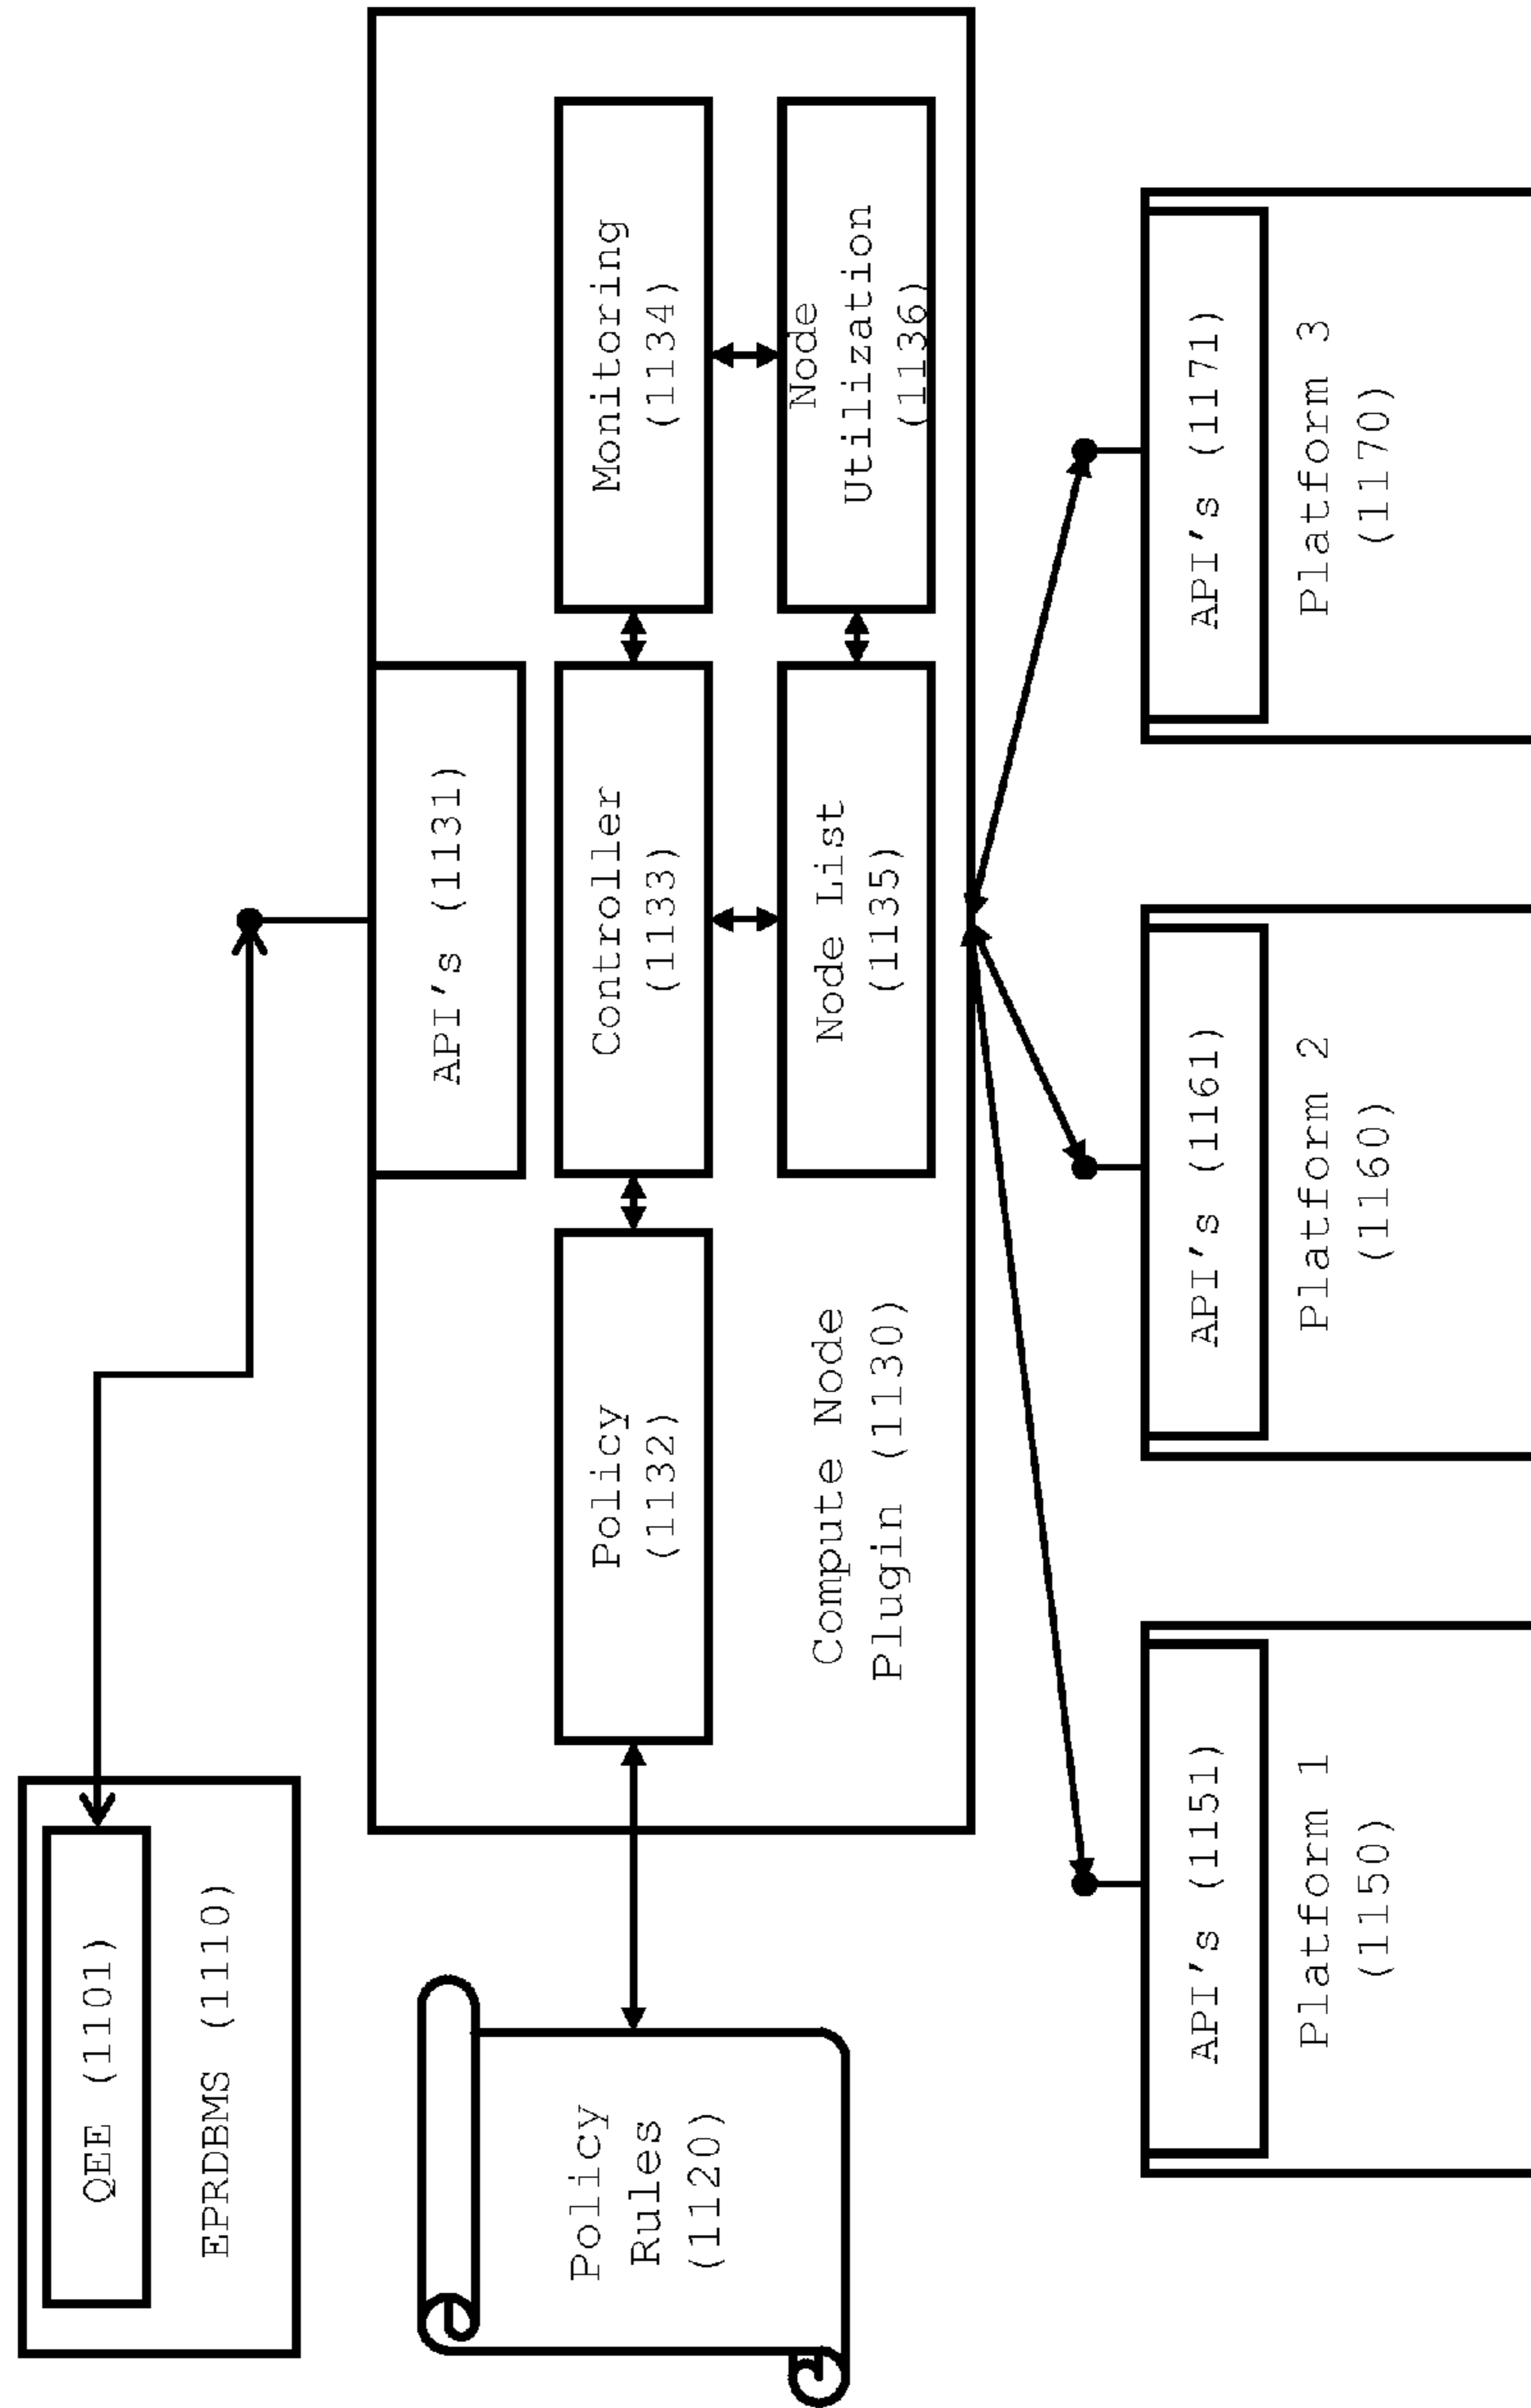 QEE (1101)
EPRDBMS (1110)
API's (1131)
Policy
Rules
(1120)
Policy
(1132)
Controller
(1133)
Monitoring
(1134)
Compute Node
Plugin (1130)
Node List
(1135)
Node
Utilization
(1136)
API's (1151)
Platform 1
(1150)
API's (1161)
Platform 2
(1160)
API's (1171)
Platform 3
(1170)